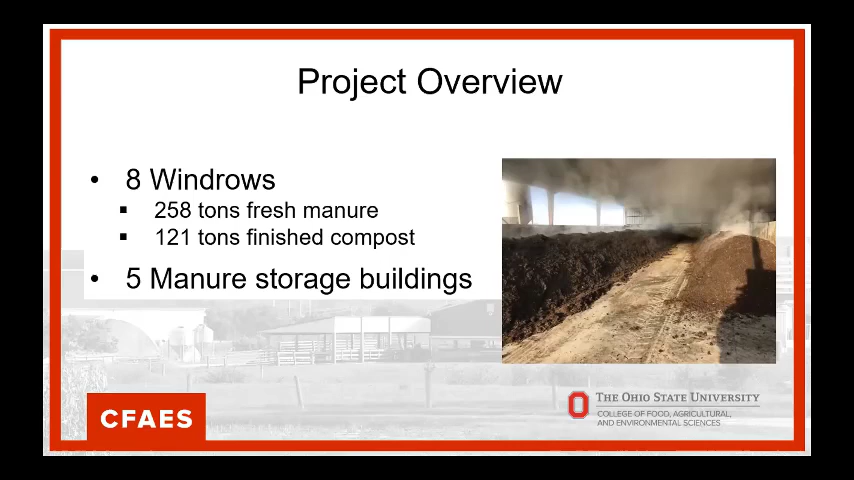 Project Overview
• 8 Windrows
▪ 258 tons fresh manure
▪ 121 tons finished compost
• 5 Manure storage buildings
CFAES
THE OHIO STATE UNIVERSITY
COLLEGE OF FOOD, AGRICULTURAL,
AND ENVIRONMENTAL SCIENCES